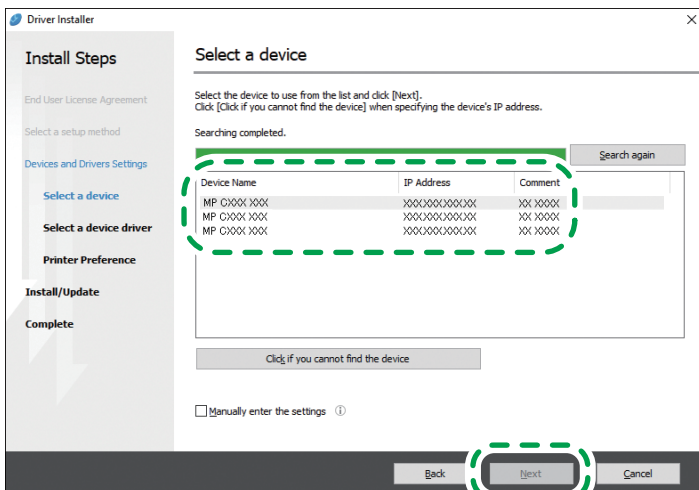 Driver Installer
Install Steps
End User License Agreement
Select a setup method
Devices and Drivers Settings
Select a device
Select a device driver
Printer Preference
Install/Update
Complete
Select a device
Select the device to use from the list and click [Next].
Click [Click if you cannot find the device] when specifying the device's IP address.
Searching completed.
Search again
Device Name IP Address Comment
MP CXXX XXX XXX.XXX.XXX.XX XX XXXX
MP CXXX XXX XXX.XXX.XXX.XX XX XXXX
MP CXXX XXX XXX.XXX.XXX.XX XX XXXX
Click if you cannot find the device
Manually enter the settings
Back Next Cancel